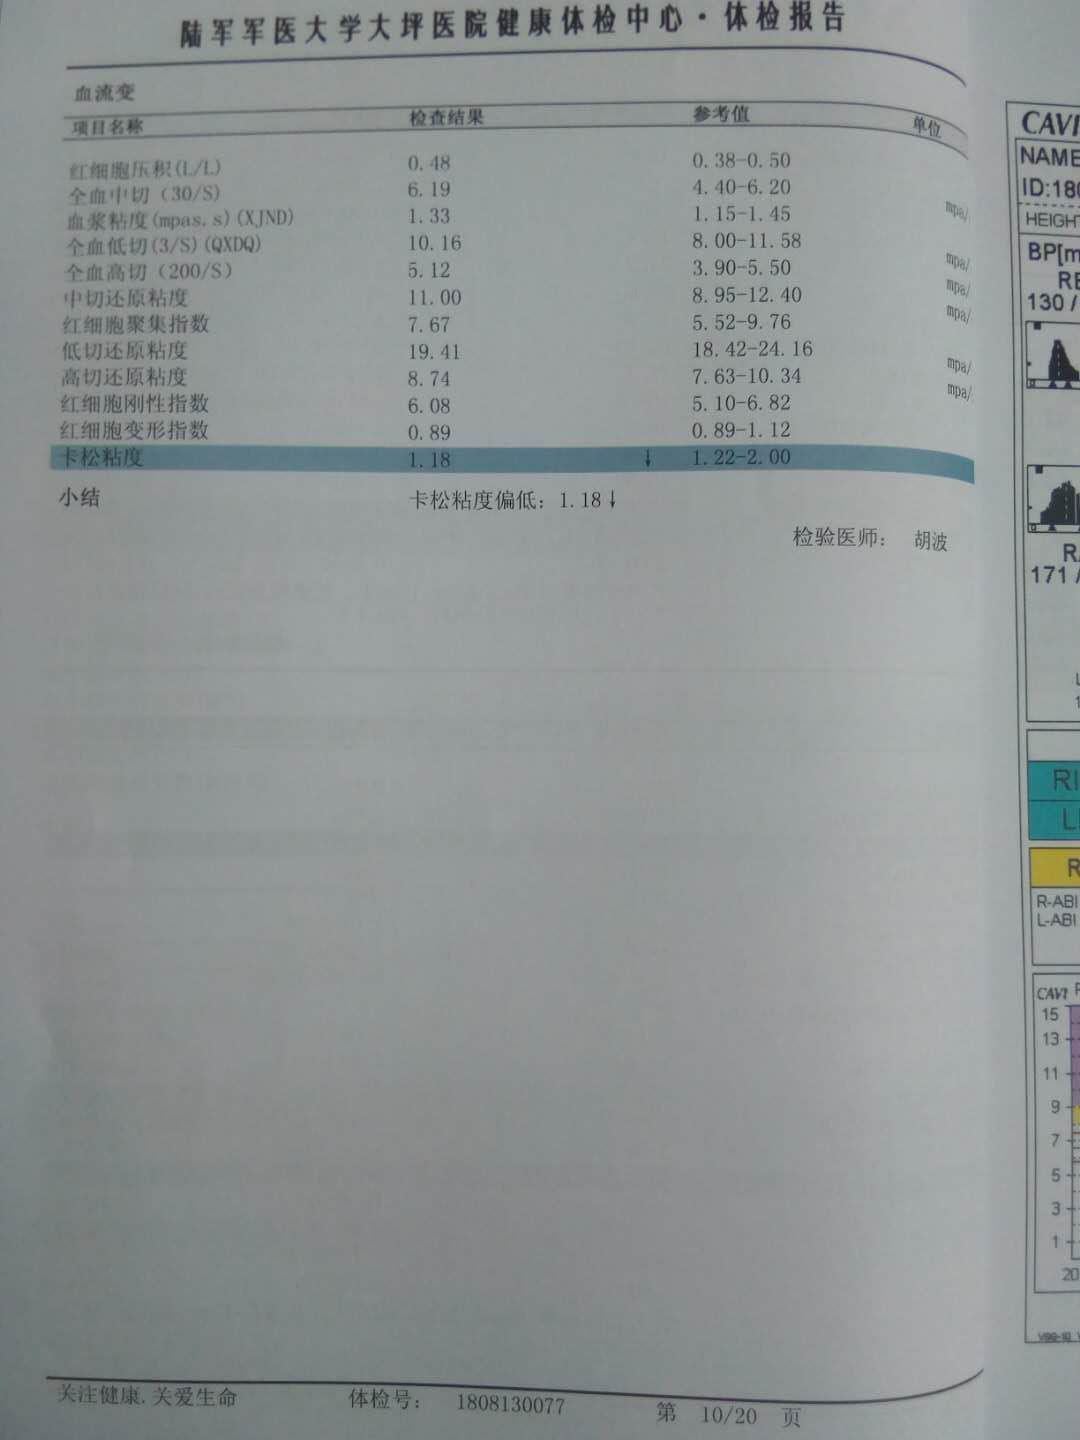 陆军军医大学大坪医院健康体检中心·体检报告
血流变
项目名称 检查结果 参考值 单位
红细胞压积(L/L) 0.48 0.38-0.50
全血中切（30/S) 6.19 4.40-6.20 mpa/
血浆粘度(mpas.s)(XJND) 1.33 1.15-1.45
全血低切(3/S)(QXDQ) 10.16 8.00-11.58 mpa/
全血高切（200/S） 5.12 3.90-5.50 mpa/
中切还原粘度 11.00 8.95-12.40 mpa/
红细胞聚集指数 7.67 5.52-9.76
低切还原粘度 19.41 18.42-24.16 mpa/
高切还原粘度 8.74 7.63-10.34 mpa/
红细胞刚性指数 6.08 5.10-6.82
红细胞变形指数 0.89 0.89-1.12
卡松粘度 1.18 ↓ 1.22-2.00
小结 卡松粘度偏低：1.18↓
检验医师： 胡波
关注健康.关爱生命 体检号： 1808130077 第 10/20 页
CAVI
NAME
ID:180
HEIGHT
BP[m
130 /
171 /
R-ABI
L-ABI
CAVI
15
13
11
9
7
5
3
1
20